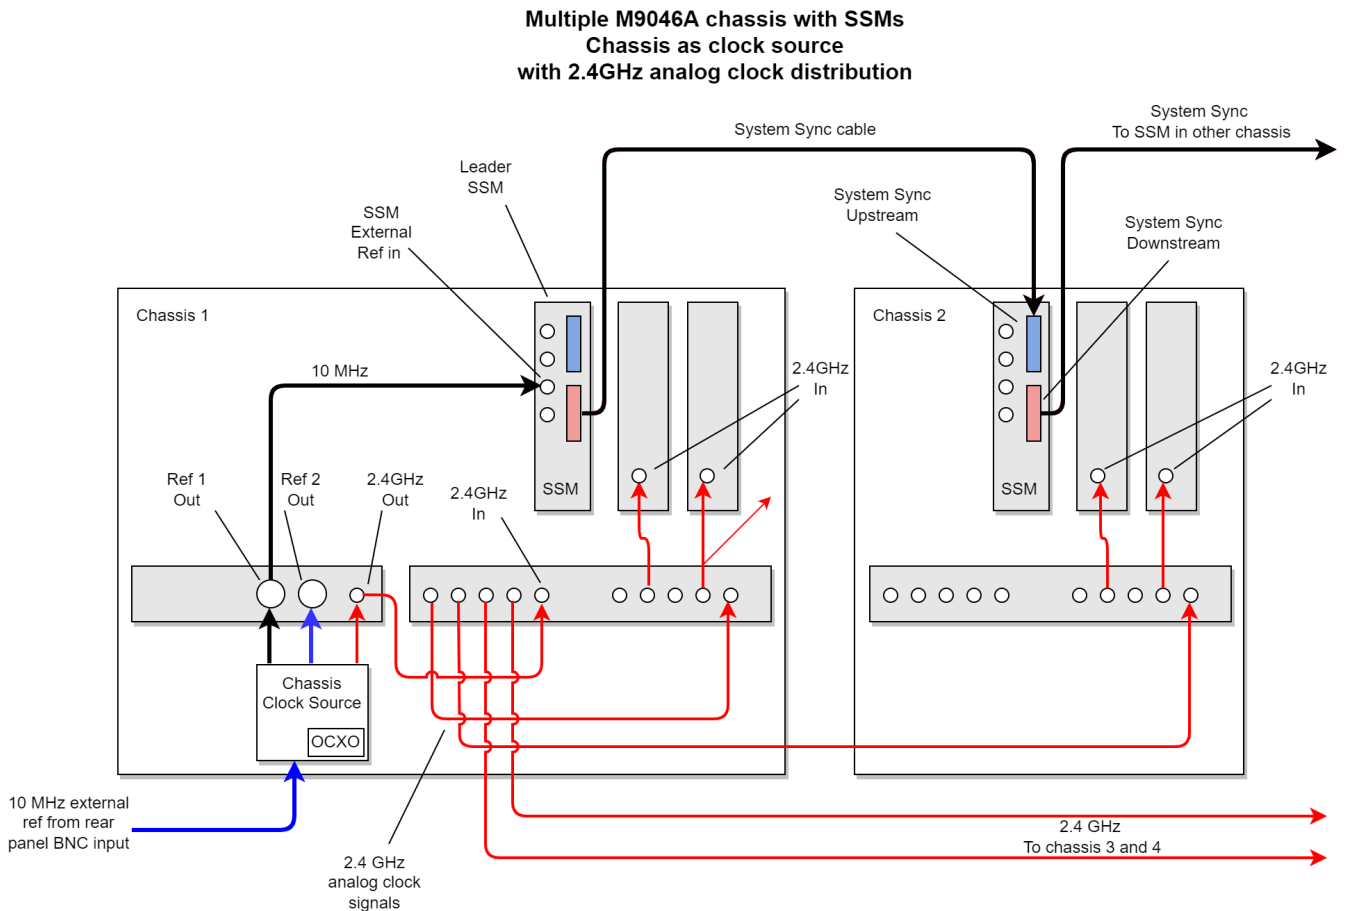 Multiple M9046A chassis with SSMs
Chassis as clock source
with 2.4GHz analog clock distribution
System Sync
To SSM in other chassis
System Sync cable
Leader
SSM
System Sync
Upstream
SSM
External
Ref in
System Sync
Downstream
Chassis 1
Chassis 2
10 MHz
2.4GHz
In
2.4GHz
In
Ref 1
Out
Ref 2
Out
2.4GHz
Out
2.4GHz
In
SSM
SSM
Chassis
Clock Source
OCXO
10 MHz external
ref from rear
panel BNC input
2.4 GHz
To chassis 3 and 4
2.4 GHz
analog clock
signals